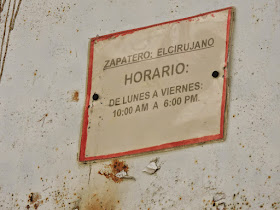 ZAPATERO: ELCIRUJANO
HORARIO:
DE LUNES A VIERNES:
10:00 AM A 6:00 PM.